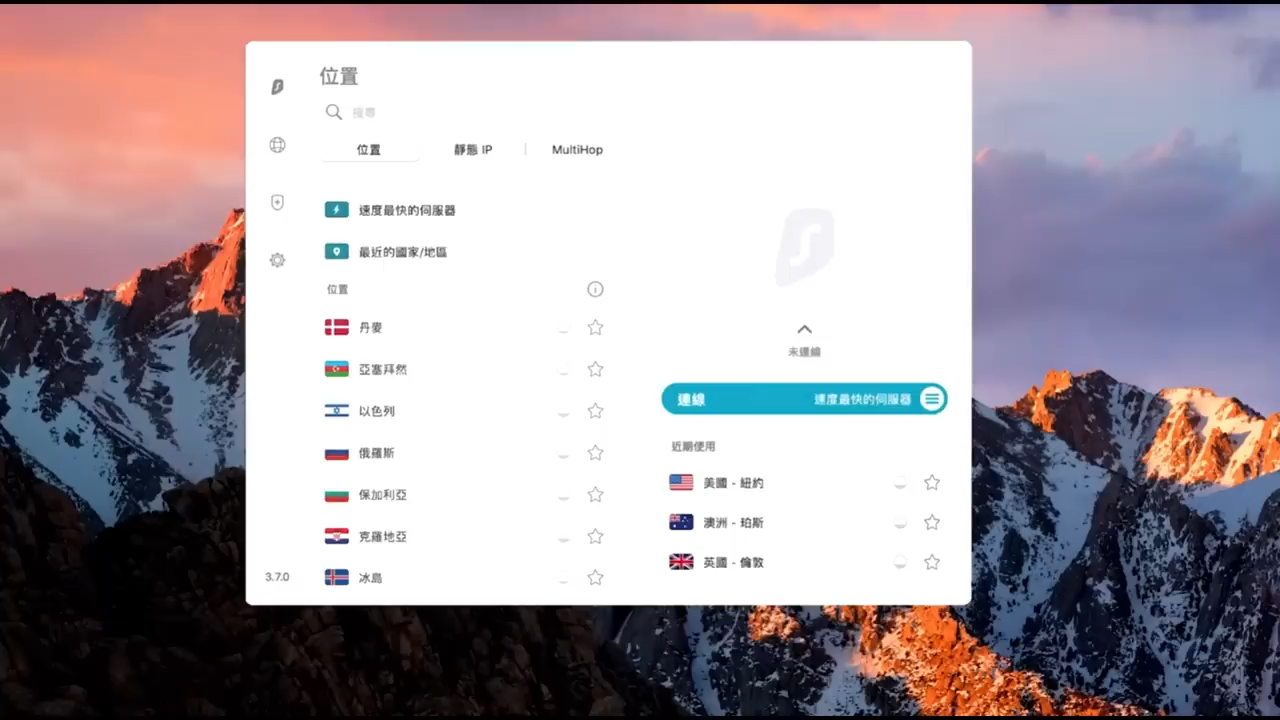 位置
搜尋
位置
靜態 IP
MultiHop
速度最快的伺服器
最近的國家/地區
位置
丹麥
亞塞拜然
以色列
俄羅斯
保加利亞
克羅地亞
冰島
3.7.0
未連線
連線
速度最快的伺服器
近期使用
美國 - 紐約
澳洲 - 珀斯
英國 - 倫敦